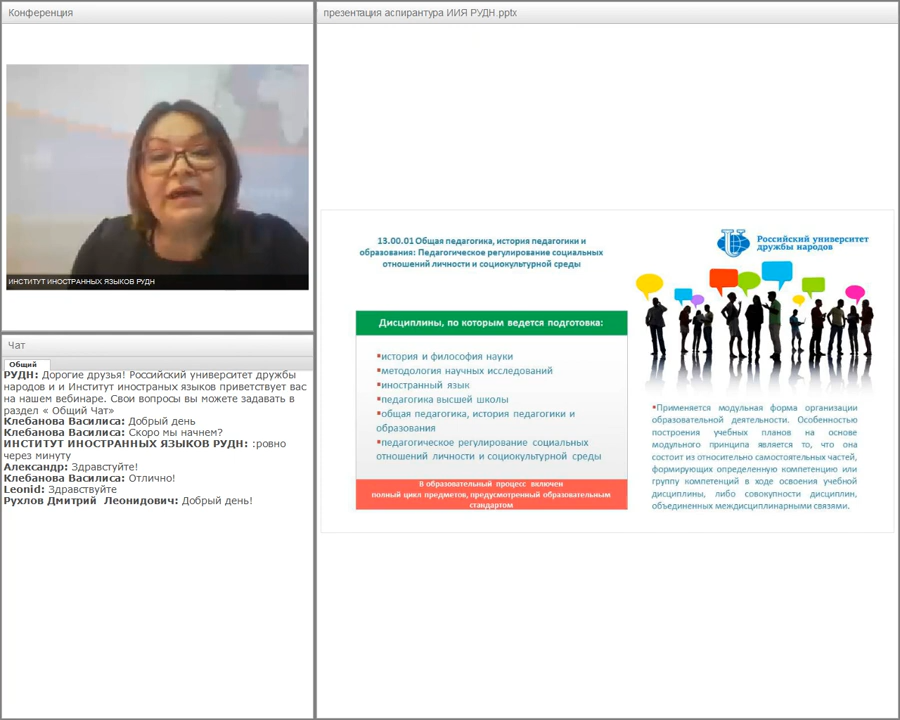 Конференция
ИНСТИТУТ ИНОСТРАННЫХ ЯЗЫКОВ РУДН
Чат
Общий
РУДН: Дорогие друзья! Российский университет дружбы
народов и и Институт иностраных языков приветствует вас
на нашем вебинаре. Свои вопросы вы можете задавать в
раздел « Общий Чат»
Клебанова Василиса: Добрый день
Клебанова Василиса: Скоро мы начнем?
ИНСТИТУТ ИНОСТРАННЫХ ЯЗЫКОВ РУДН: :ровно
через минуту
Александр: Здравстуйте!
Клебанова Василиса: Отлично!
Leonid: Здравствуйте
Рухлов Дмитрий Леонидович: Добрый день!
презентация аспирантура ИИЯ РУДН.pptx
13.00.01 Общая педагогика, история педагогики и
образования: Педагогическое регулирование социальных
отношений личности и социокультурной среды
Российский университет
дружбы народов
Дисциплины, по которым ведется подготовка:
▪история и философия науки
▪методология научных исследований
▪иностранный язык
▪педагогика высшей школы
▪общая педагогика, история педагогики и
образования
▪педагогическое регулирование социальных
отношений личности и социокультурной среды
В образовательный процесс включен
полный цикл предметов, предусмотренный образовательным
стандартом
▪Применяется модульная форма организации
образовательной деятельности. Особенностью
построения учебных планов на основе
модульного принципа является то, что она
состоит из относительно самостоятельных частей,
формирующих определенную компетенцию или
группу компетенций в ходе освоения учебной
дисциплины, либо совокупности дисциплин,
объединенных междисциплинарными связями.